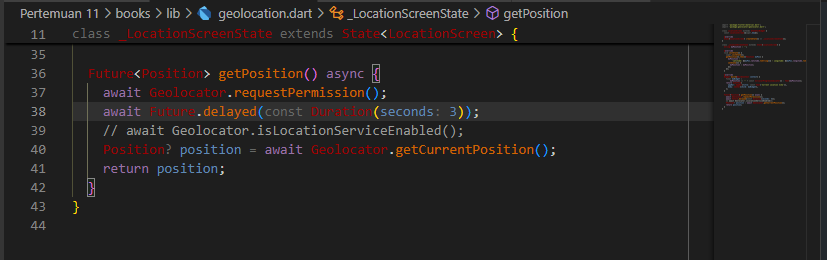 Pertemuan 11 > books > lib > geolocation.dart > _LocationScreenState > getPosition
11 class _LocationScreenState extends State<LocationScreen> {
35
36 Future<Position> getPosition() async {
37 await Geolocator.requestPermission();
38 await Future.delayed(const Duration(seconds: 3));
39 // await Geolocator.isLocationServiceEnabled();
40 Position? position = await Geolocator.getCurrentPosition();
41 return position;
42 }
43 }
44